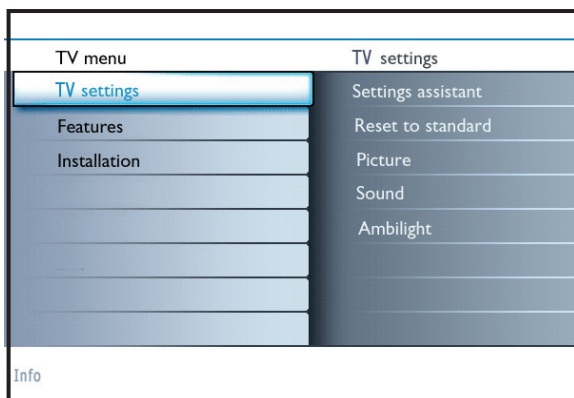 TV menu
TV settings
TV settings
Settings assistant
Features
Reset to standard
Installation
Picture
Sound
Ambilight
Info